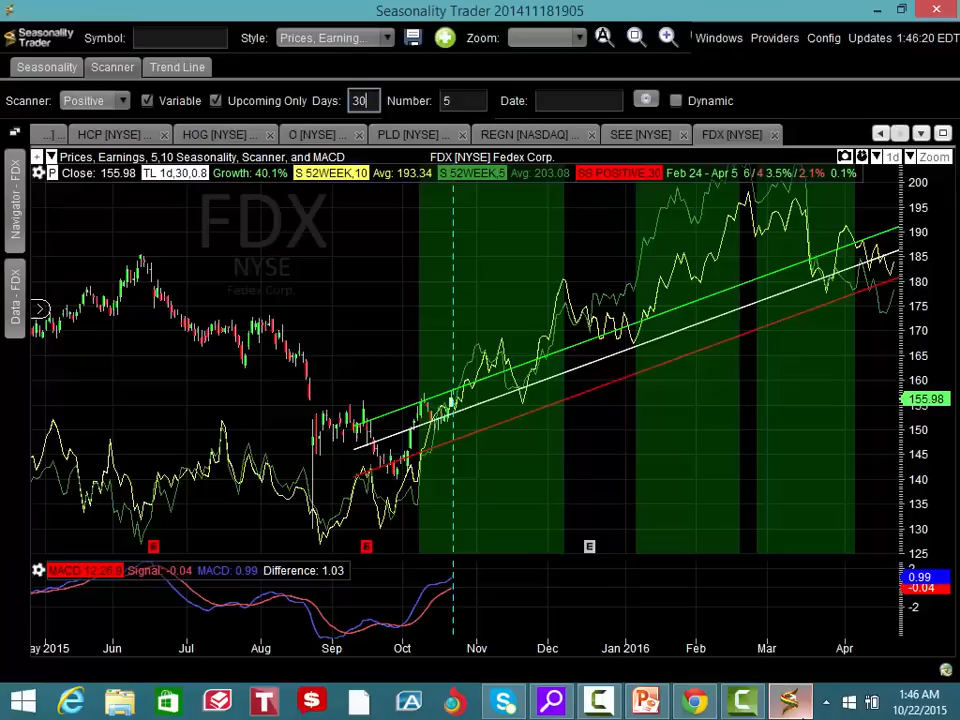 Seasonality Trader 201411181905
Seasonality Trader Symbol: Style: Prices, Earning... Zoom: Windows Providers Config Updates 1:46:20 EDT
Seasonality Scanner Trend Line
Scanner: Positive Variable Upcoming Only Days: 30 Number: 5 Date: Dynamic
...] ... HCP [NYSE] ... HOG [NYSE] ... O [NYSE] ... PLD [NYSE] ... REGN [NASDAQ] ... SEE [NYSE] FDX [NYSE]
Prices, Earnings, 5,10 Seasonality, Scanner, and MACD FDX [NYSE] Fedex Corp. 1d Zoom
P Close: 155.98 TL 1d,30,0.8 Growth: 40.1% S 52WEEK,10 Avg: 193.34 S 52WEEK,5 Avg: 203.08 SS POSITIVE,30 Feb 24 - Apr 5 6/4 3.5%/2.1% 0.1%
Navigator - FDX
Data - FDX
FDX
NYSE
Fedex Corp
200
195
190
185
180
175
170
165
160
155.98
150
145
140
135
130
125
E E E
MACD 12,26,9 Signal: -0.04 MACD: 0.99 Difference: 1.03
2
0.99
-0.04
-2
ay 2015 Jun Jul Aug Sep Oct Nov Dec Jan 2016 Feb Mar Apr
1:46 AM
10/22/2015